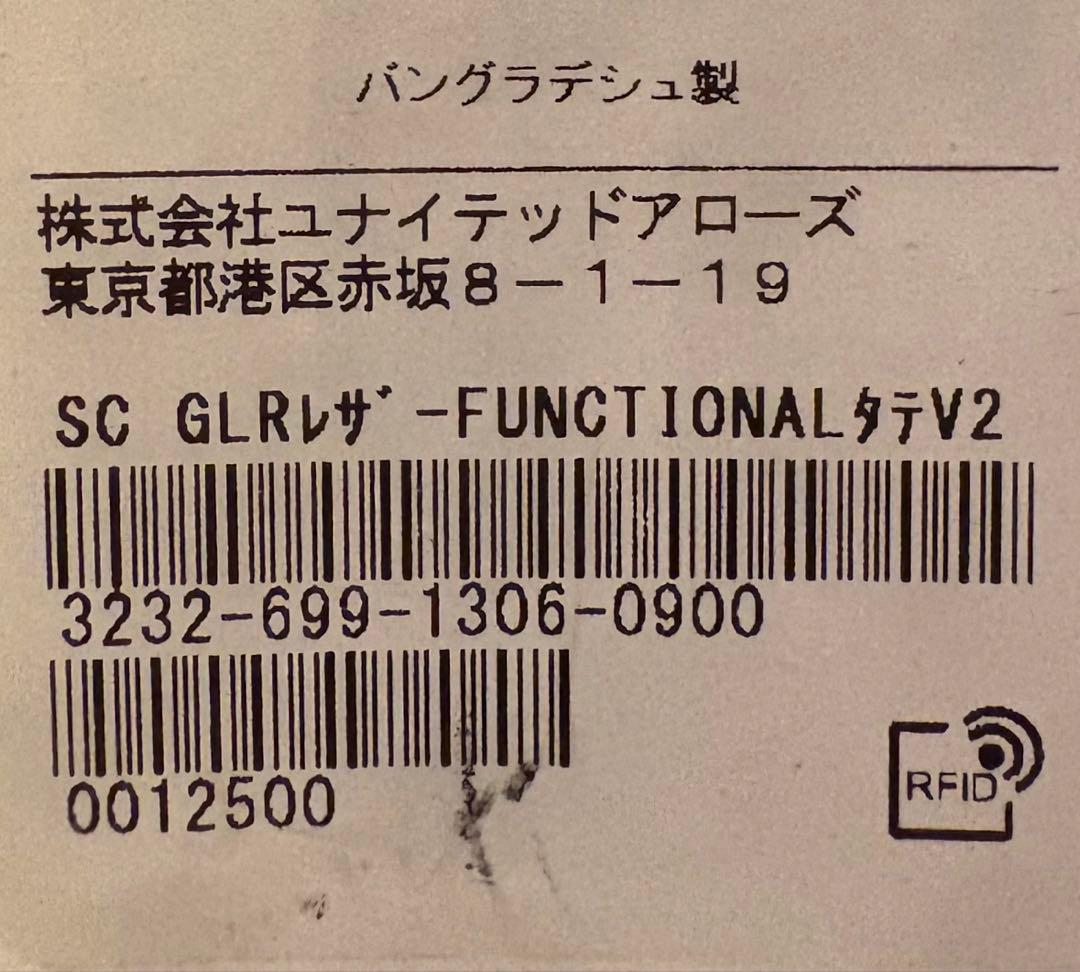 バングラデシュ製
株式会社ユナイテッドアローズ
東京都港区赤坂8－1－19
SC GLRﾚｻﾞｰFUNCTIONALﾀﾃV2
3232-699-1306-0900
0012500
RFID